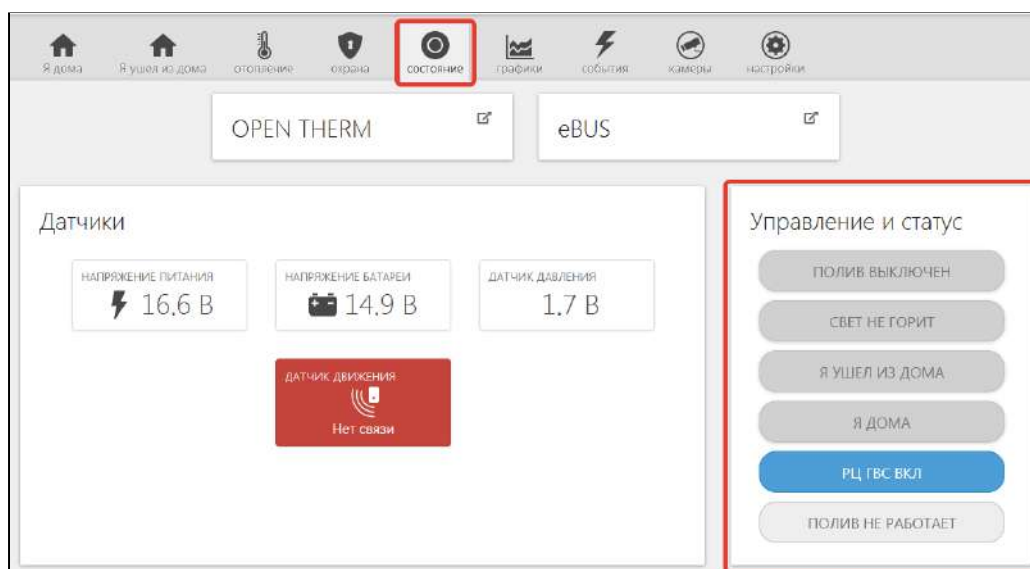 Я дома
Я ушел из дома
отопление
охрана
состояние
графики
события
камеры
настройки
OPEN THERM
eBUS
Датчики
НАПРЯЖЕНИЕ ПИТАНИЯ
16.6 В
НАПРЯЖЕНИЕ БАТАРЕИ
14.9 В
ДАТЧИК ДАВЛЕНИЯ
1.7 В
ДАТЧИК ДВИЖЕНИЯ
Нет связи
Управление и статус
ПОЛИВ ВЫКЛЮЧЕН
СВЕТ НЕ ГОРИТ
Я УШЕЛ ИЗ ДОМА
Я ДОМА
РЦ ГВС ВКЛ
ПОЛИВ НЕ РАБОТАЕТ